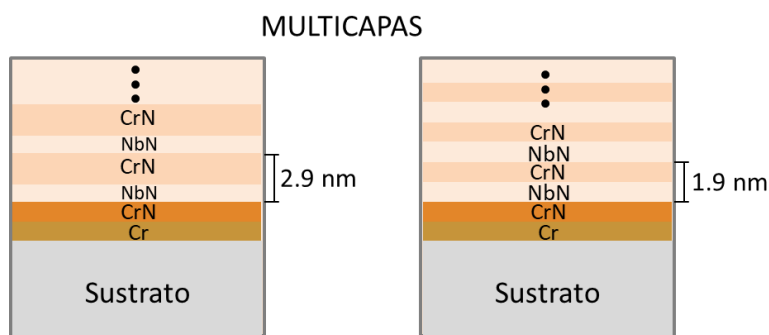 MULTICAPAS
CrN
NbN
CrN
NbN
CrN
Cr
Sustrato
2.9 nm
CrN
NbN
CrN
NbN
CrN
Cr
Sustrato
1.9 nm